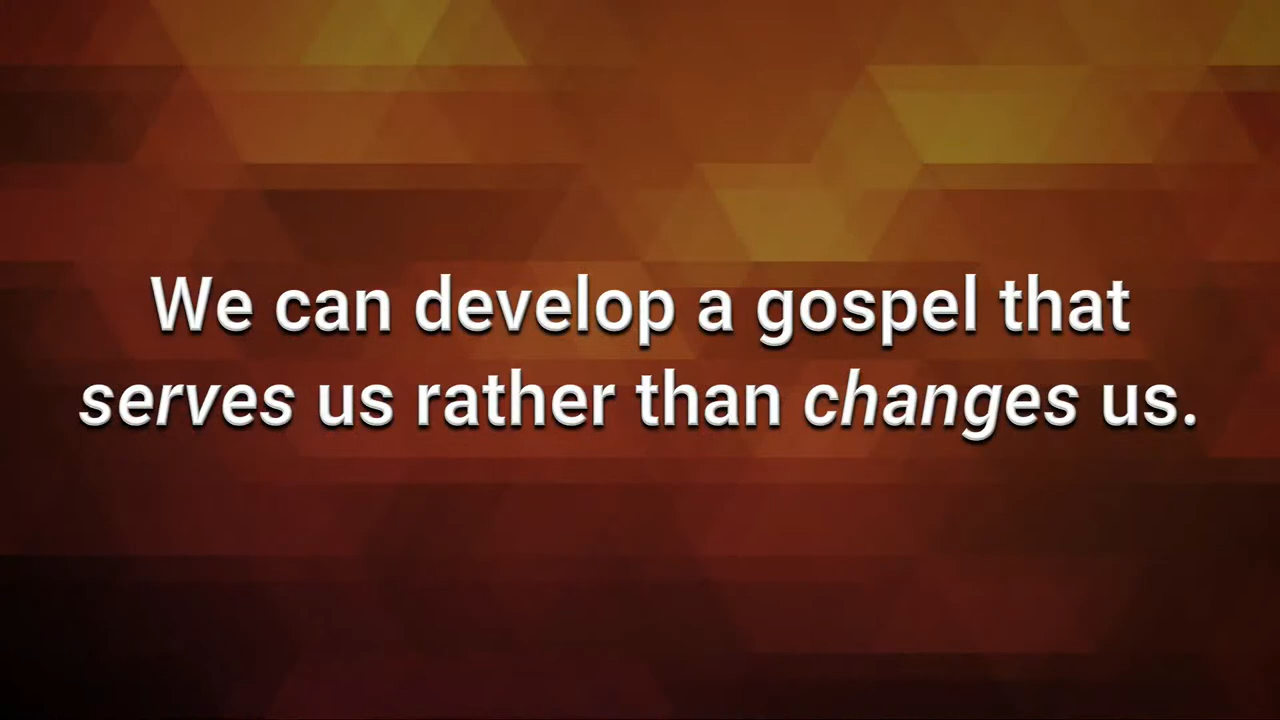 We can develop a gospel that
serves us rather than changes us.